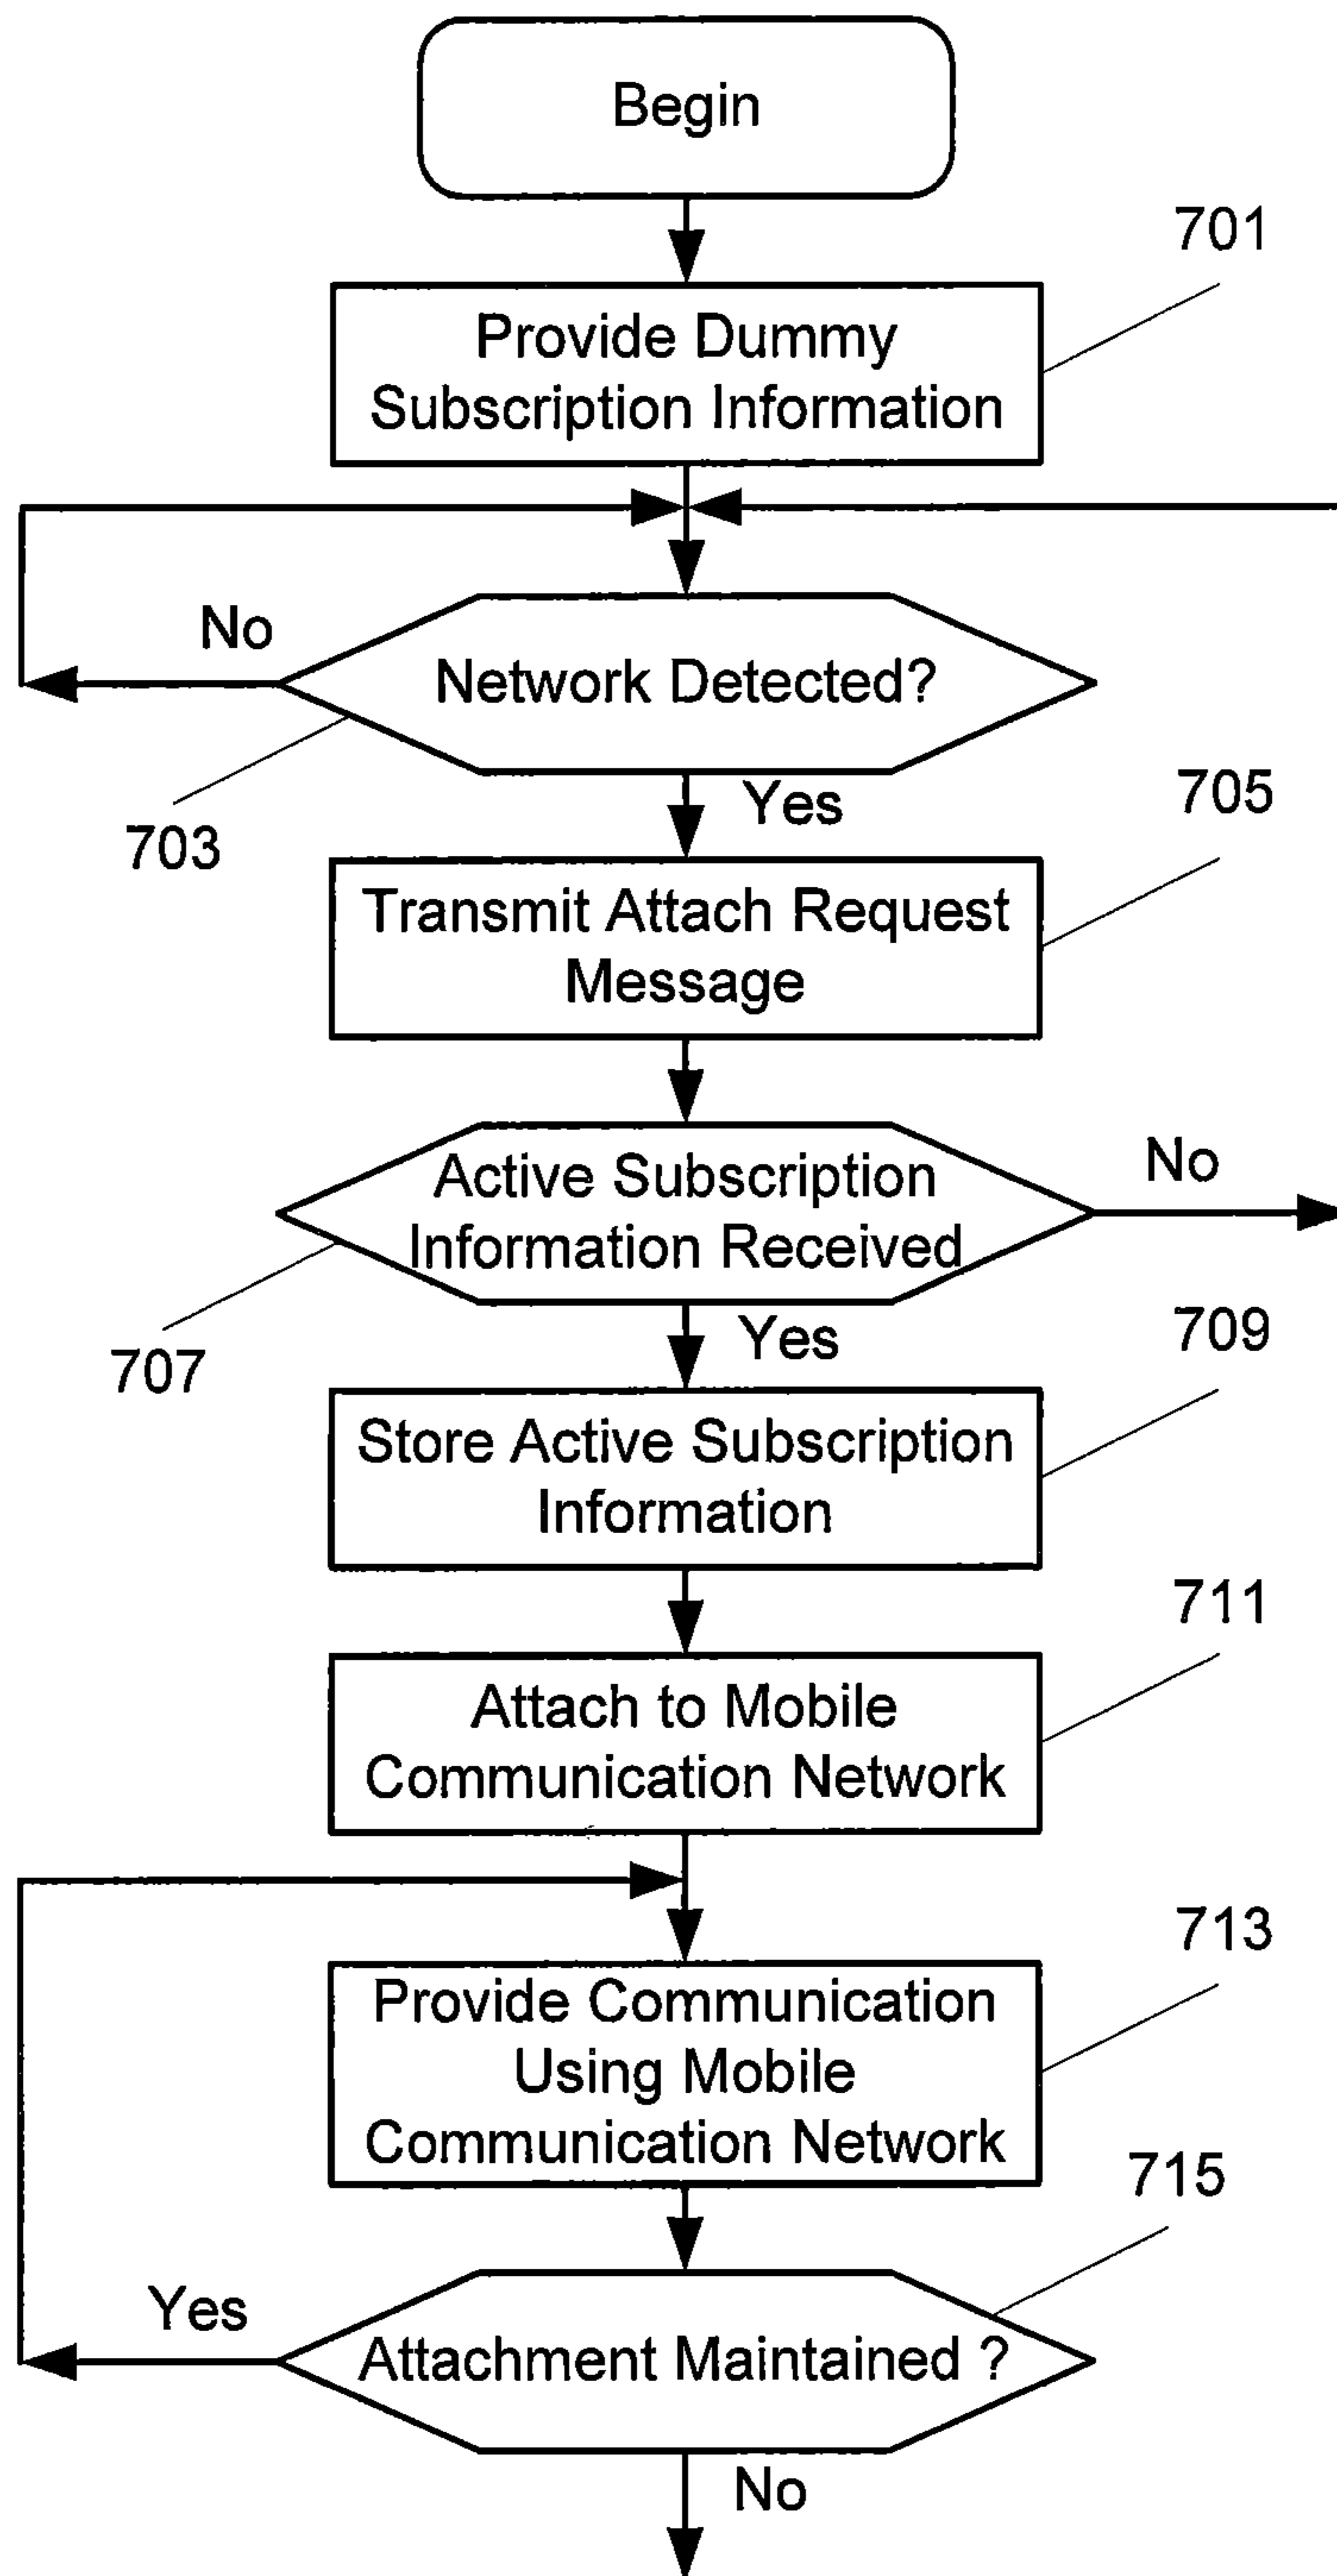 Begin
701
Provide Dummy
Subscription Information
No
Network Detected?
703
Yes
705
Transmit Attach Request
Message
Active Subscription
Information Received
No
707
Yes
709
Store Active Subscription
Information
711
Attach to Mobile
Communication Network
713
Provide Communication
Using Mobile
Communication Network
715
Yes
Attachment Maintained ?
No